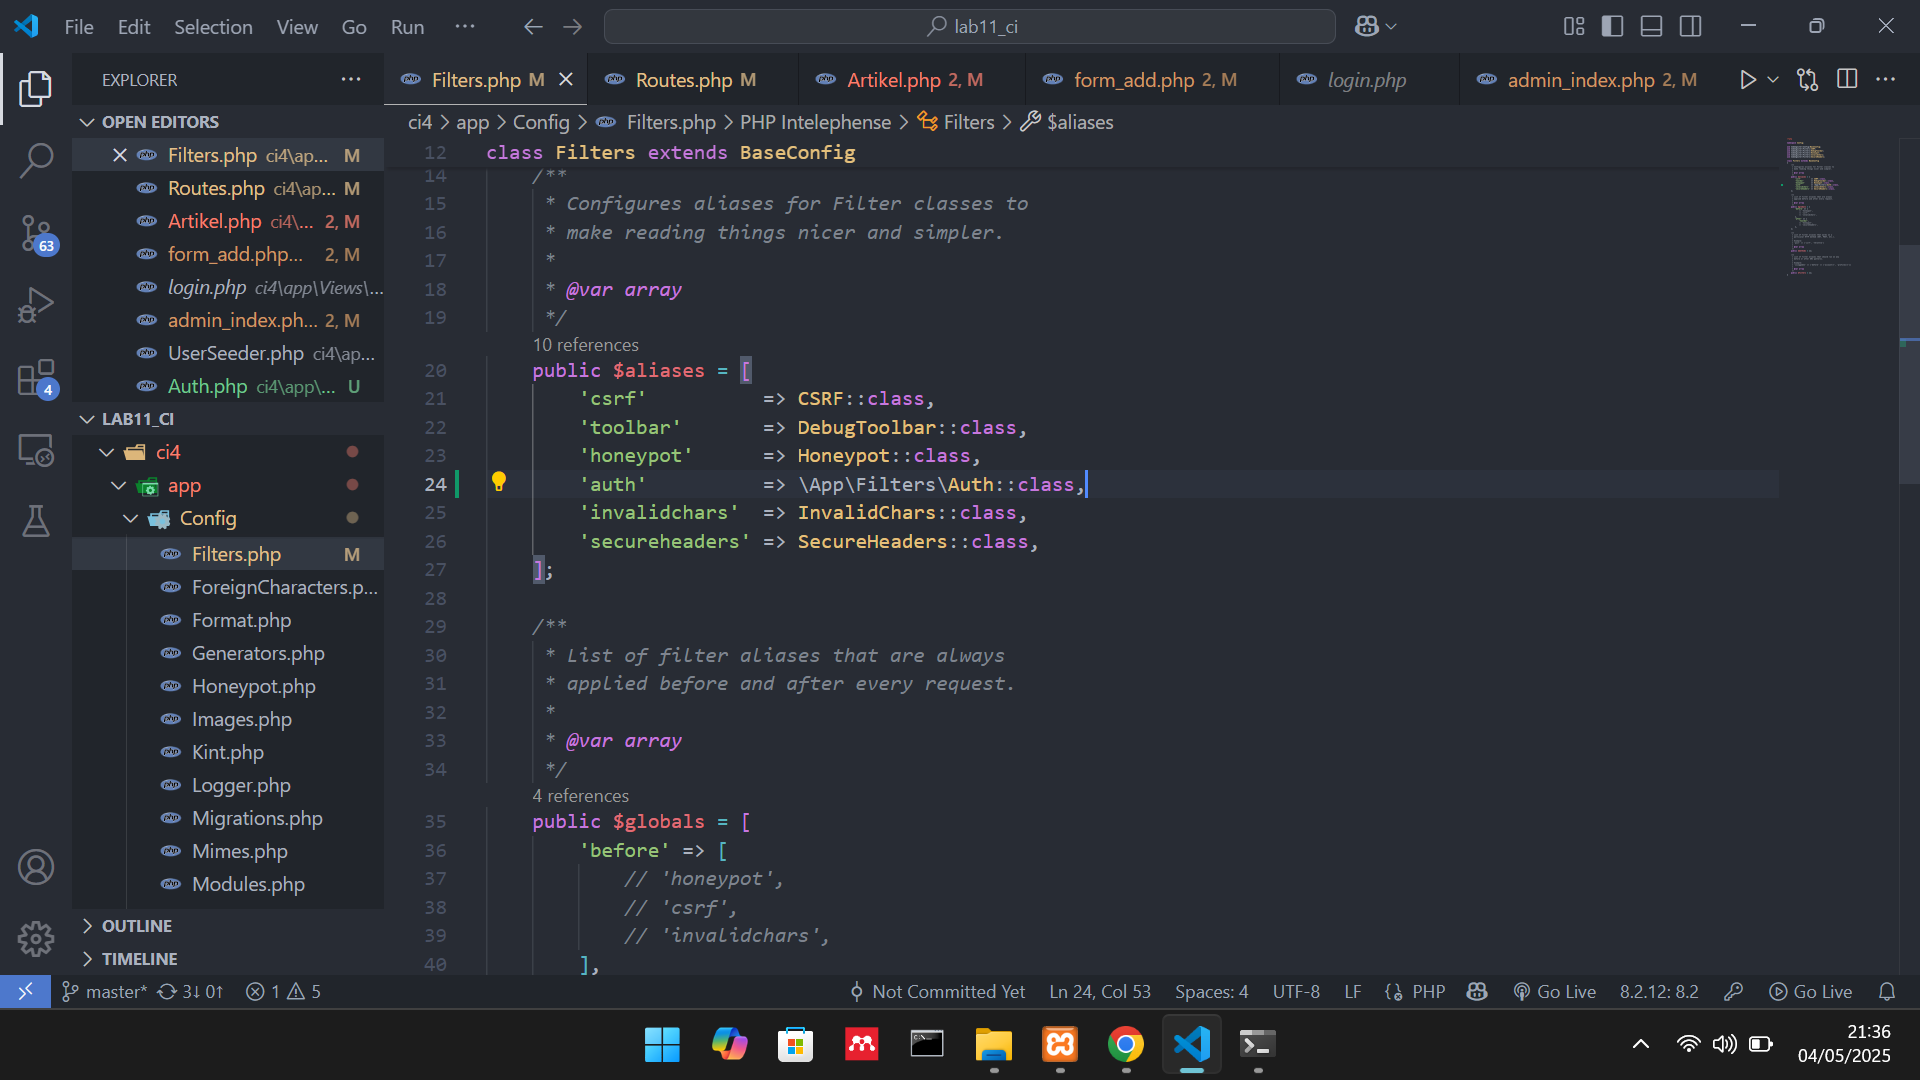 File Edit Selection View Go Run ··· lab11_ci
EXPLORER ···
Filters.php M Routes.php M Artikel.php 2, M form_add.php 2, M login.php admin_index.php 2, M
ci4 > app > Config > Filters.php > PHP Intelephense > Filters > $aliases
OPEN EDITORS
Filters.php ci4\ap... M
Routes.php ci4\ap... M
Artikel.php ci4\... 2, M
form_add.php... 2, M
login.php ci4\app\Views\...
admin_index.ph... 2, M
UserSeeder.php ci4\ap...
Auth.php ci4\app\... U
LAB11_CI
ci4
app
Config
Filters.php M
ForeignCharacters.p...
Format.php
Generators.php
Honeypot.php
Images.php
Kint.php
Logger.php
Migrations.php
Mimes.php
Modules.php
OUTLINE
TIMELINE
63
4
12 class Filters extends BaseConfig
14 /**
15 * Configures aliases for Filter classes to
16 * make reading things nicer and simpler.
17 *
18 * @var array
19 */
10 references
20 public $aliases = [
21 'csrf' => CSRF::class,
22 'toolbar' => DebugToolbar::class,
23 'honeypot' => Honeypot::class,
24 'auth' => \App\Filters\Auth::class,
25 'invalidchars' => InvalidChars::class,
26 'secureheaders' => SecureHeaders::class,
27 ];
28
29 /**
30 * List of filter aliases that are always
31 * applied before and after every request.
32 *
33 * @var array
34 */
4 references
35 public $globals = [
36 'before' => [
37 // 'honeypot',
38 // 'csrf',
39 // 'invalidchars',
40 ],
master* 3↓ 0↑ 1 5 Not Committed Yet Ln 24, Col 53 Spaces: 4 UTF-8 LF PHP Go Live 8.2.12: 8.2 Go Live
21:36
04/05/2025